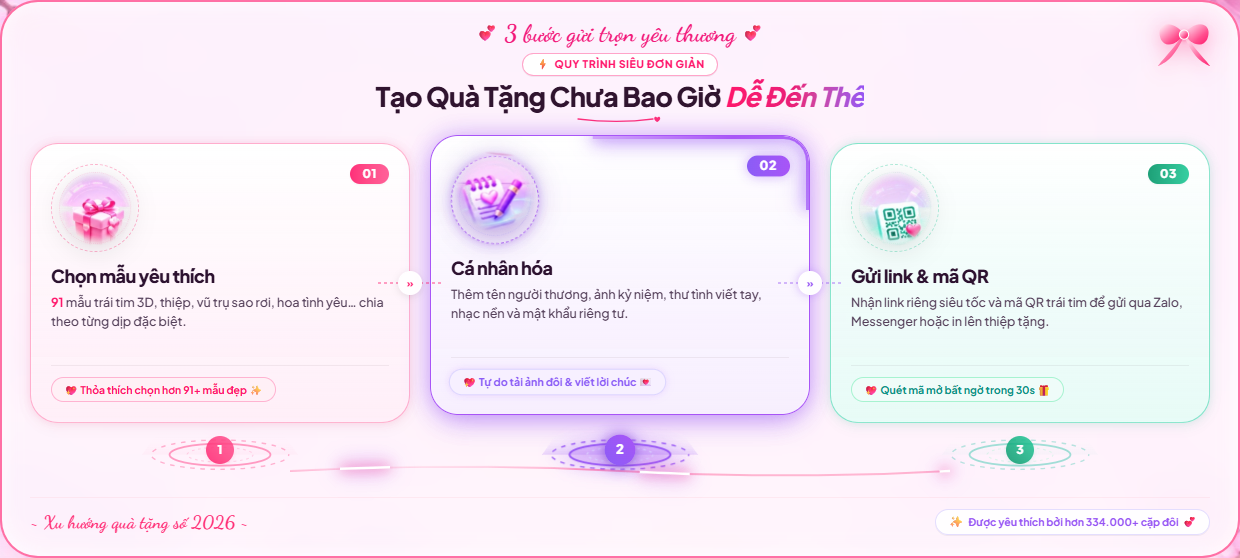 3 bước gửi trọn yêu thương
QUY TRÌNH SIÊU ĐƠN GIẢN
Tạo Quà Tặng Chưa Bao Giờ Dễ Đến Thế
01
Chọn mẫu yêu thích
91 mẫu trái tim 3D, thiệp, vũ trụ sao rơi, hoa tình yêu... chia
theo từng dịp đặc biệt.
Thỏa thích chọn hơn 91+ mẫu đẹp
02
Cá nhân hóa
Thêm tên người thương, ảnh kỷ niệm, thư tình viết tay,
nhạc nền và mật khẩu riêng tư.
Tự do tải ảnh đôi & viết lời chúc
03
Gửi link & mã QR
Nhận link riêng siêu tốc và mã QR trái tim để gửi qua Zalo,
Messenger hoặc in lên thiệp tặng.
Quét mã mở bất ngờ trong 30s
1
2
3
~ Xu hướng quà tặng số 2026 ~
Được yêu thích bởi hơn 334.000+ cặp đôi